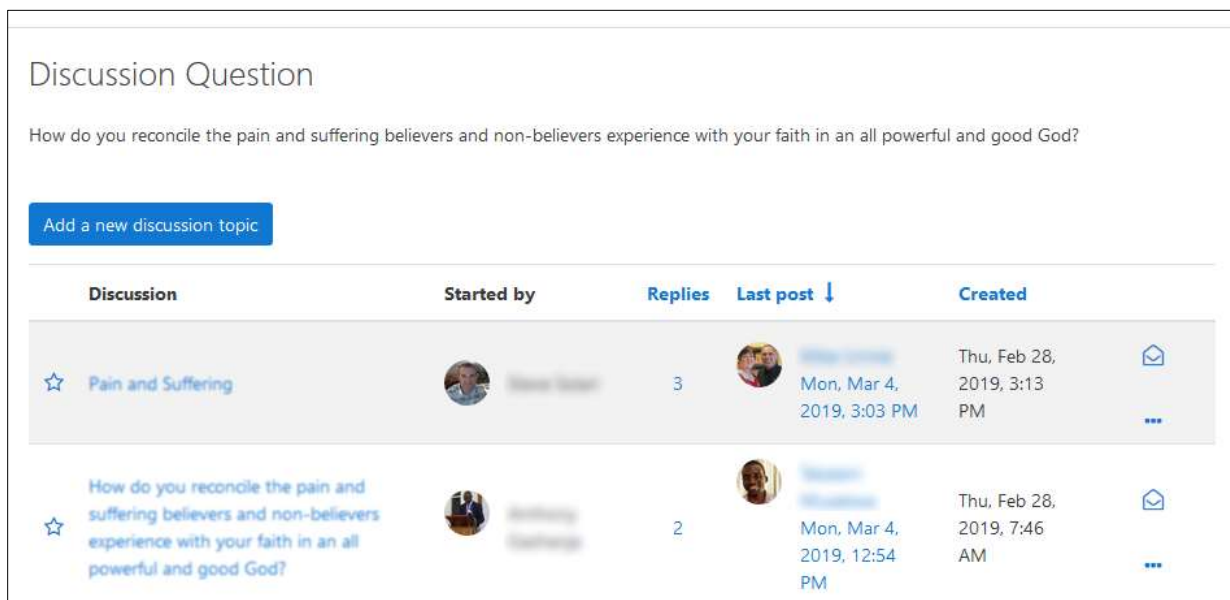 Discussion Question
How do you reconcile the pain and suffering believers and non-believers experience with your faith in an all powerful and good God?
Add a new discussion topic
Discussion Started by Replies Last post ↓ Created
Pain and Suffering 3 Mon, Mar 4, 2019, 3:03 PM Thu, Feb 28, 2019, 3:13 PM
How do you reconcile the pain and
suffering believers and non-believers
experience with your faith in an all
powerful and good God?
2
Mon, Mar 4,
2019, 12:54
PM
Thu, Feb 28,
2019, 7:46
AM